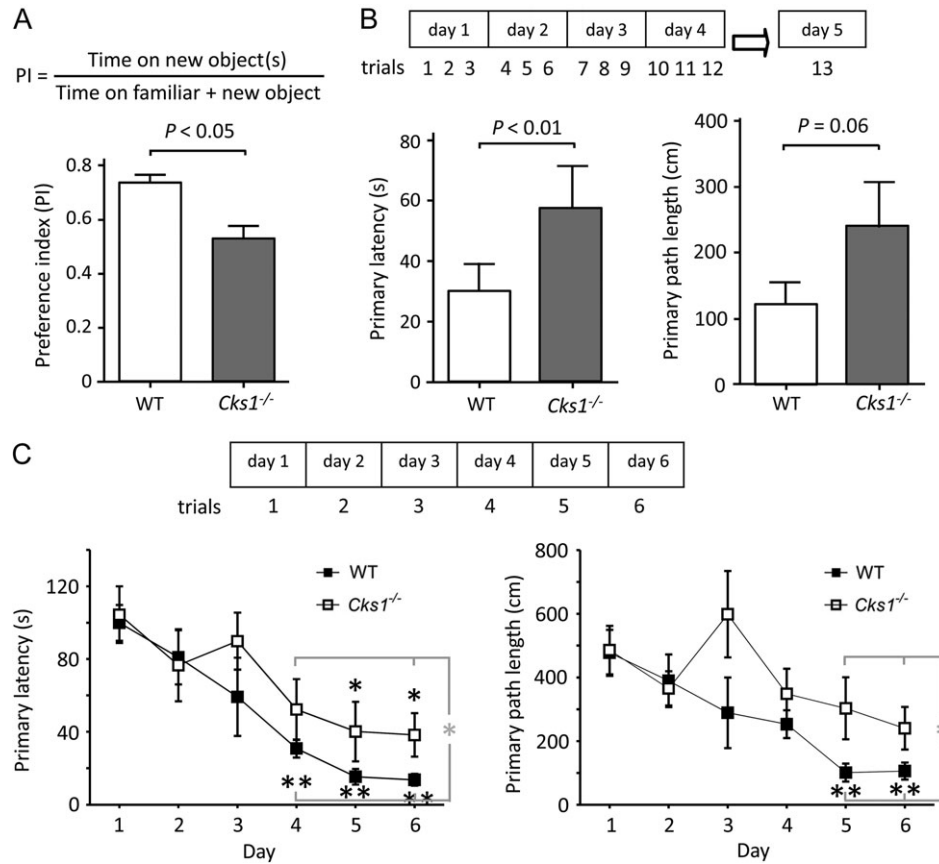 A
PI = Time on new object(s)
Time on familiar + new object
P < 0.05
Preference index (PI)
0.8
0.6
0.4
0.2
0
WT
Cks1-/-
B
day 1 day 2 day 3 day 4 day 5
trials 1 2 3 4 5 6 7 8 9 10 11 12 13
P < 0.01
Primary latency (s)
80
60
40
20
0
WT
Cks1-/-
P = 0.06
Primary path length (cm)
400
300
200
100
0
WT
Cks1-/-
C
day 1 day 2 day 3 day 4 day 5 day 6
trials 1 2 3 4 5 6
Primary latency (s)
120
80
40
0
WT
Cks1-/-
* *
*
** ** **
1 2 3 4 5 6
Day
Primary path length (cm)
800
600
400
200
0
WT
Cks1-/-
*
** **
1 2 3 4 5 6
Day